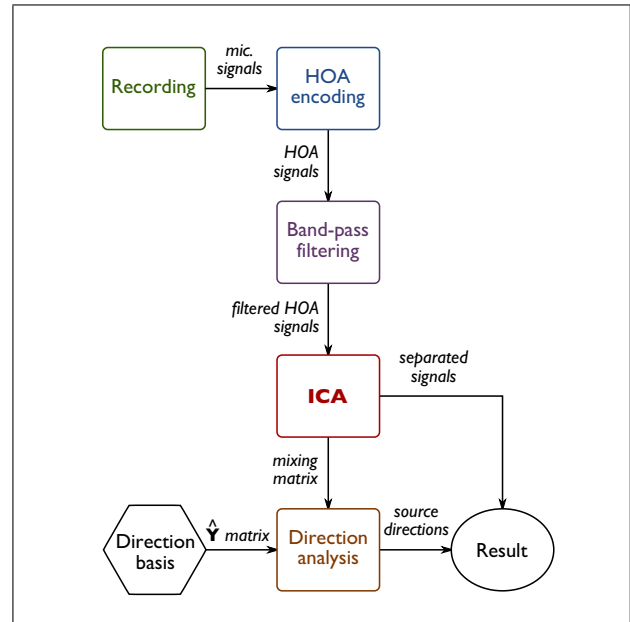 mic.
signals
Recording
HOA
encoding
HOA
signals
Band-pass
filtering
filtered HOA
signals
separated
signals
ICA
mixing
matrix
source
directions
Direction
basis
Ŷ matrix
Direction
analysis
Result